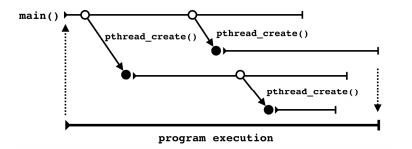 main()
pthread_create()
pthread_create()
pthread_create()
program execution